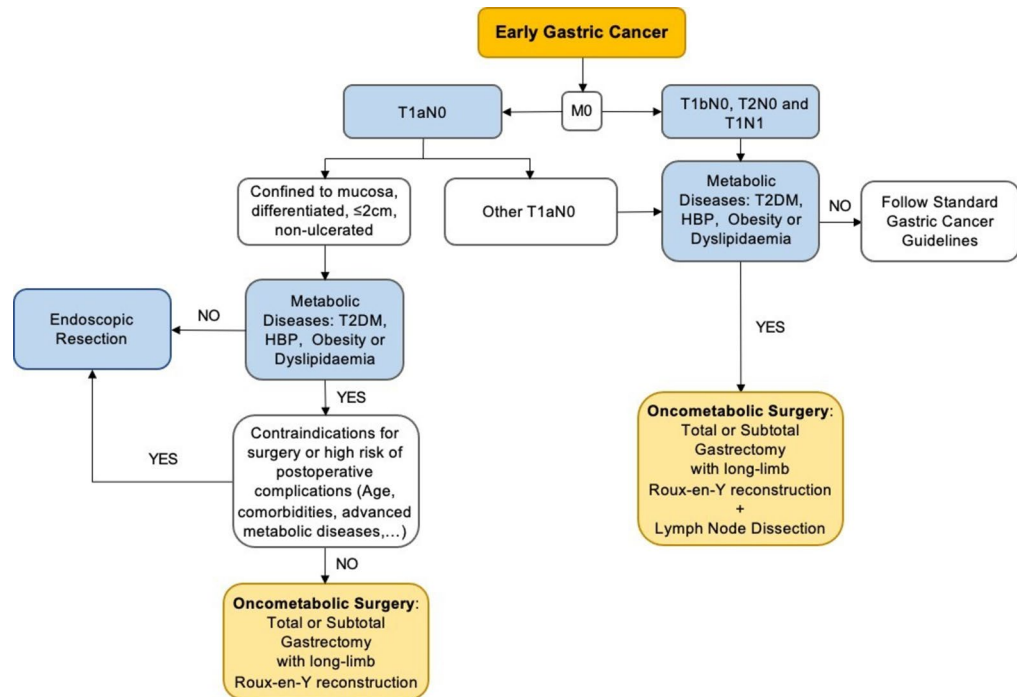 Early Gastric Cancer
T1aN0
M0
T1bN0, T2N0 and
T1N1
Confined to mucosa,
differentiated, ≤2cm,
non-ulcerated
Other T1aN0
Metabolic
Diseases: T2DM,
HBP, Obesity or
Dyslipidaemia
NO
Follow Standard
Gastric Cancer
Guidelines
Endoscopic
Resection
NO
Metabolic
Diseases: T2DM,
HBP, Obesity or
Dyslipidaemia
YES
YES
YES
Contraindications for
surgery or high risk of
postoperative
complications (Age,
comorbidities, advanced
metabolic diseases,...)
Oncometabolic Surgery:
Total or Subtotal
Gastrectomy
with long-limb
Roux-en-Y reconstruction
+
Lymph Node Dissection
NO
Oncometabolic Surgery:
Total or Subtotal
Gastrectomy
with long-limb
Roux-en-Y reconstruction